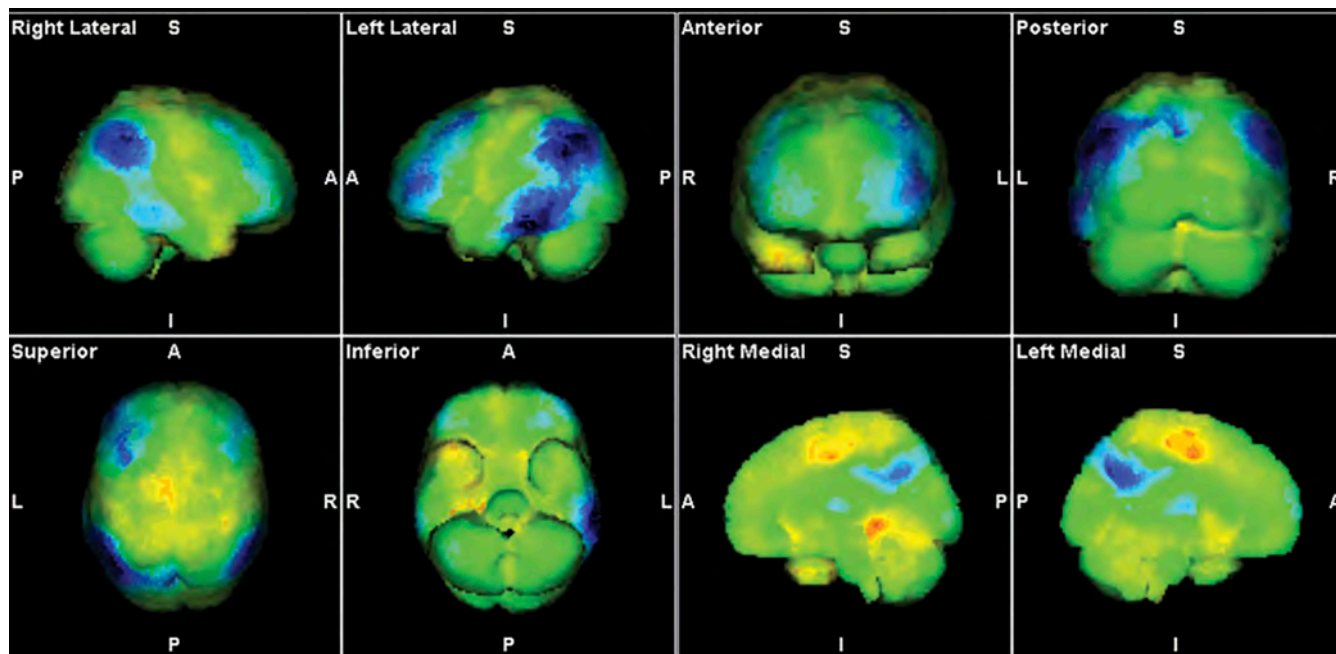 Right Lateral S
P A
I
Left Lateral S
A P
I
Anterior S
R L
I
Posterior S
L R
I
Superior A
L R
P
Inferior A
R L
P
Right Medial S
A P
I
Left Medial S
P A
I